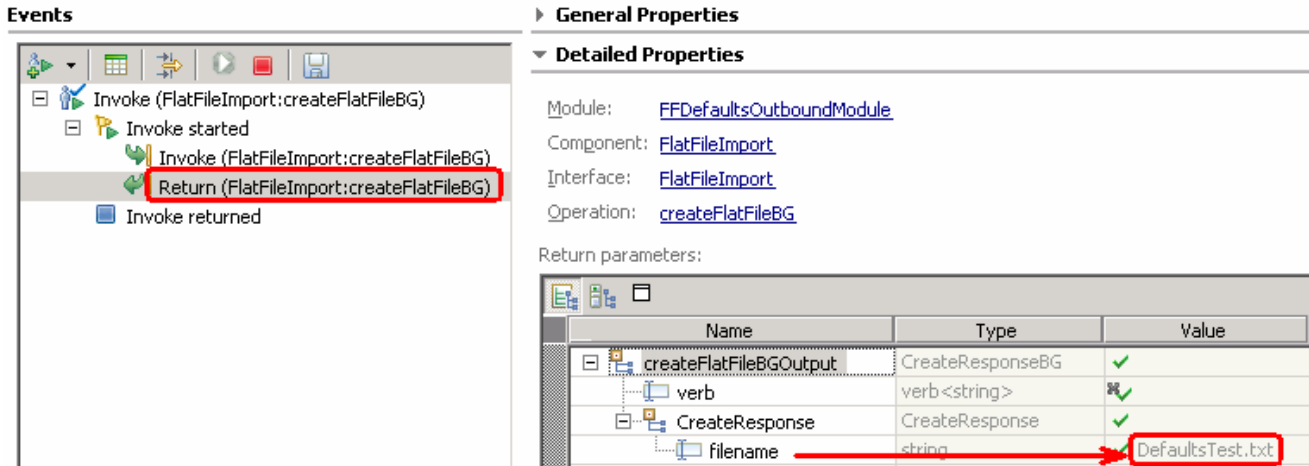 Events
Invoke (FlatFileImport:createFlatFileBG)
Invoke started
Invoke (FlatFileImport:createFlatFileBG)
Return (FlatFileImport:createFlatFileBG)
Invoke returned
General Properties
Detailed Properties
Module: FFDefaultsOutboundModule
Component: FlatFileImport
Interface: FlatFileImport
Operation: createFlatFileBG
Return parameters:
Name Type Value
createFlatFileBGOutput CreateResponseBG
verb verb<string>
CreateResponse CreateResponse
filename string DefaultsTest.txt